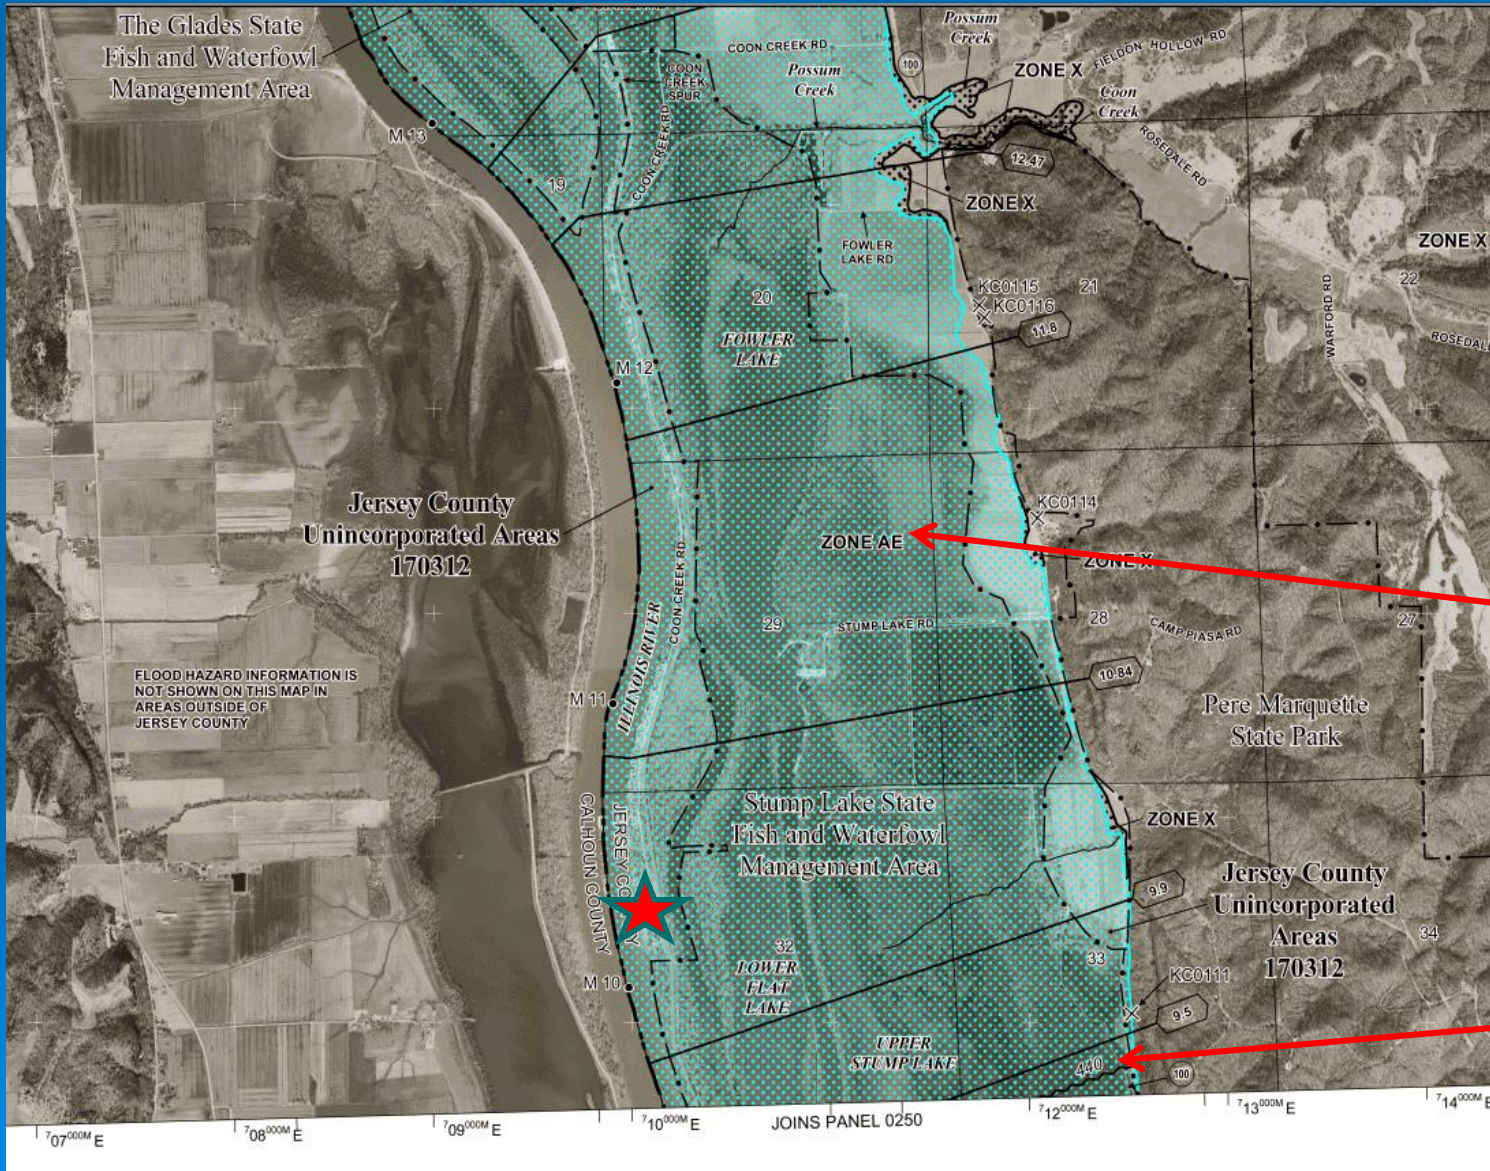 The Glades State
Fish and Waterfowl
Management Area
COON CREEK RD
Possum
Creek
100
ZONE X
FIELDON HOLLOW RD
COON
CREEK
SPUR
Possum
Creek
Coon
Creek
M 13
COON CREEK RD
ROSEDALE RD
12.47
19
ZONE X
FOWLER
LAKE RD
ZONE X
22
KC0115
21
KC0116
20
11.8
FOWLER
LAKE
WARFORD RD
ROSEDALE
M 12
Jersey County
Unincorporated Areas
170312
KC0114
ZONE AE
ZONE X
COON CREEK RD
ILLINOIS RIVER
29
STUMP LAKE RD
28
CAMP PIASA RD
27
FLOOD HAZARD INFORMATION IS
NOT SHOWN ON THIS MAP IN
AREAS OUTSIDE OF
JERSEY COUNTY
10.84
M 11
Pere Marquette
State Park
Stump Lake State
Fish and Waterfowl
Management Area
ZONE X
CALHOUN COUNTY
9.9
Jersey County
Unincorporated
Areas
170312
34
32
33
LOWER
FLAT
LAKE
M 10
KC0111
9.5
UPPER
STUMP LAKE
440
100
707000M E
708000M E
709000M E
710000M E
JOINS PANEL 0250
712000M E
713000M E
714000M E